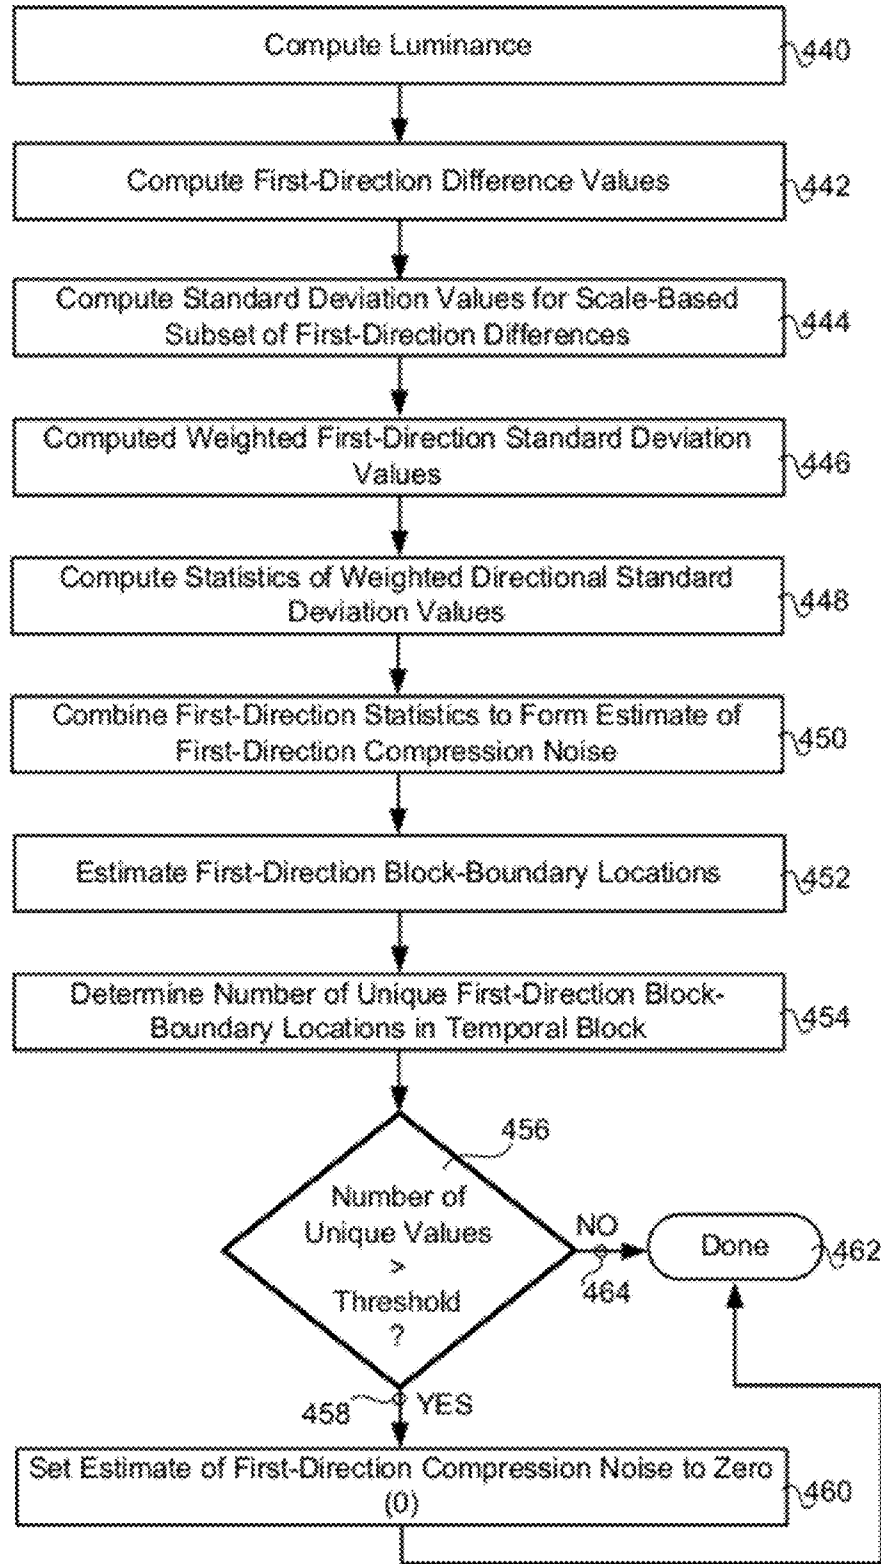 Compute Luminance
440
Compute First-Direction Difference Values
442
Compute Standard Deviation Values for Scale-Based
Subset of First-Direction Differences
444
Computed Weighted First-Direction Standard Deviation
Values
446
Compute Statistics of Weighted Directional Standard
Deviation Values
448
Combine First-Direction Statistics to Form Estimate of
First-Direction Compression Noise
450
Estimate First-Direction Block-Boundary Locations
452
Determine Number of Unique First-Direction Block-
Boundary Locations in Temporal Block
454
456
Number of
Unique Values
>
Threshold
?
NO
464
Done
462
458
YES
Set Estimate of First-Direction Compression Noise to Zero
(0)
460